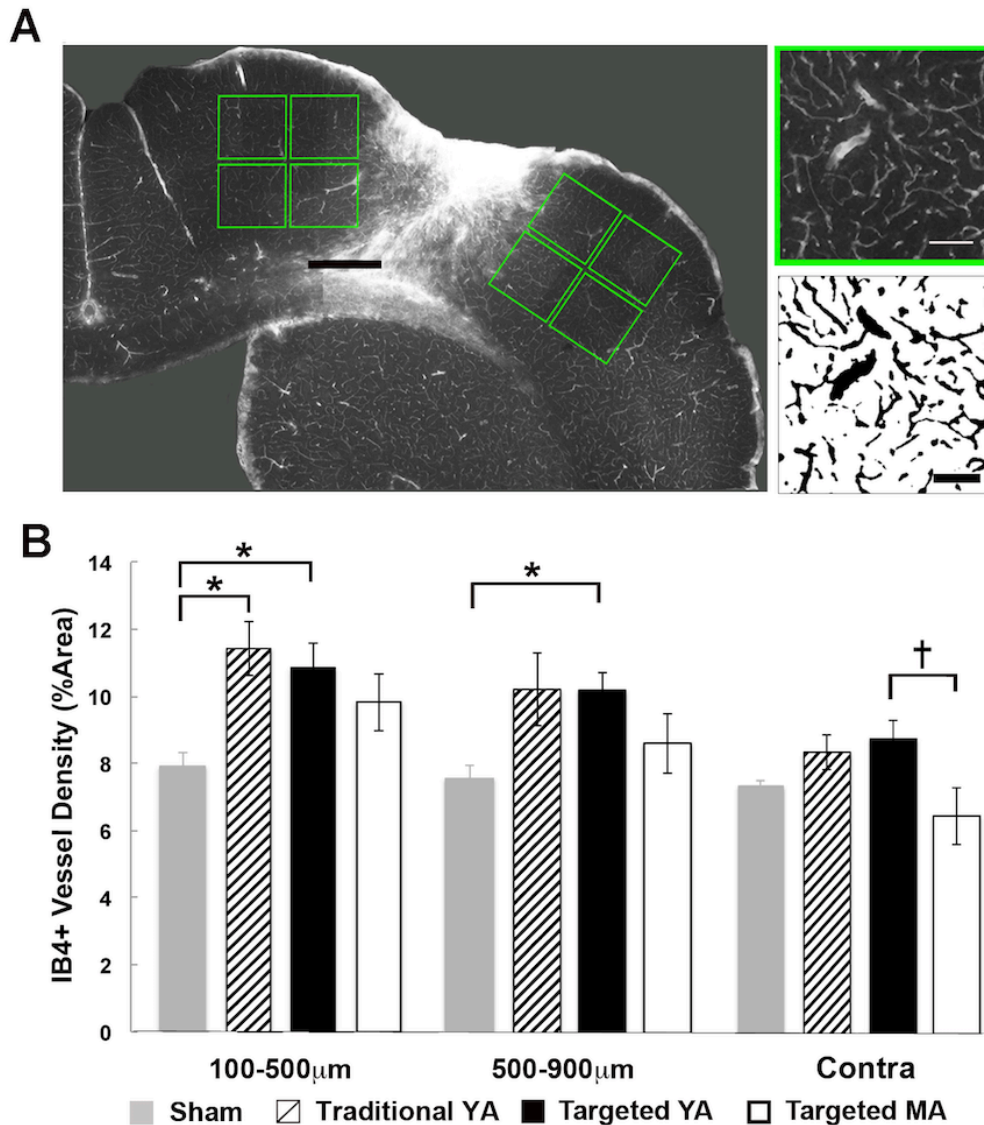 A
B
IB4+ Vessel Density (%Area)
14
12
10
8
6
4
2
0
* * * †
100-500µm 500-900µm Contra
Sham Traditional YA Targeted YA Targeted MA